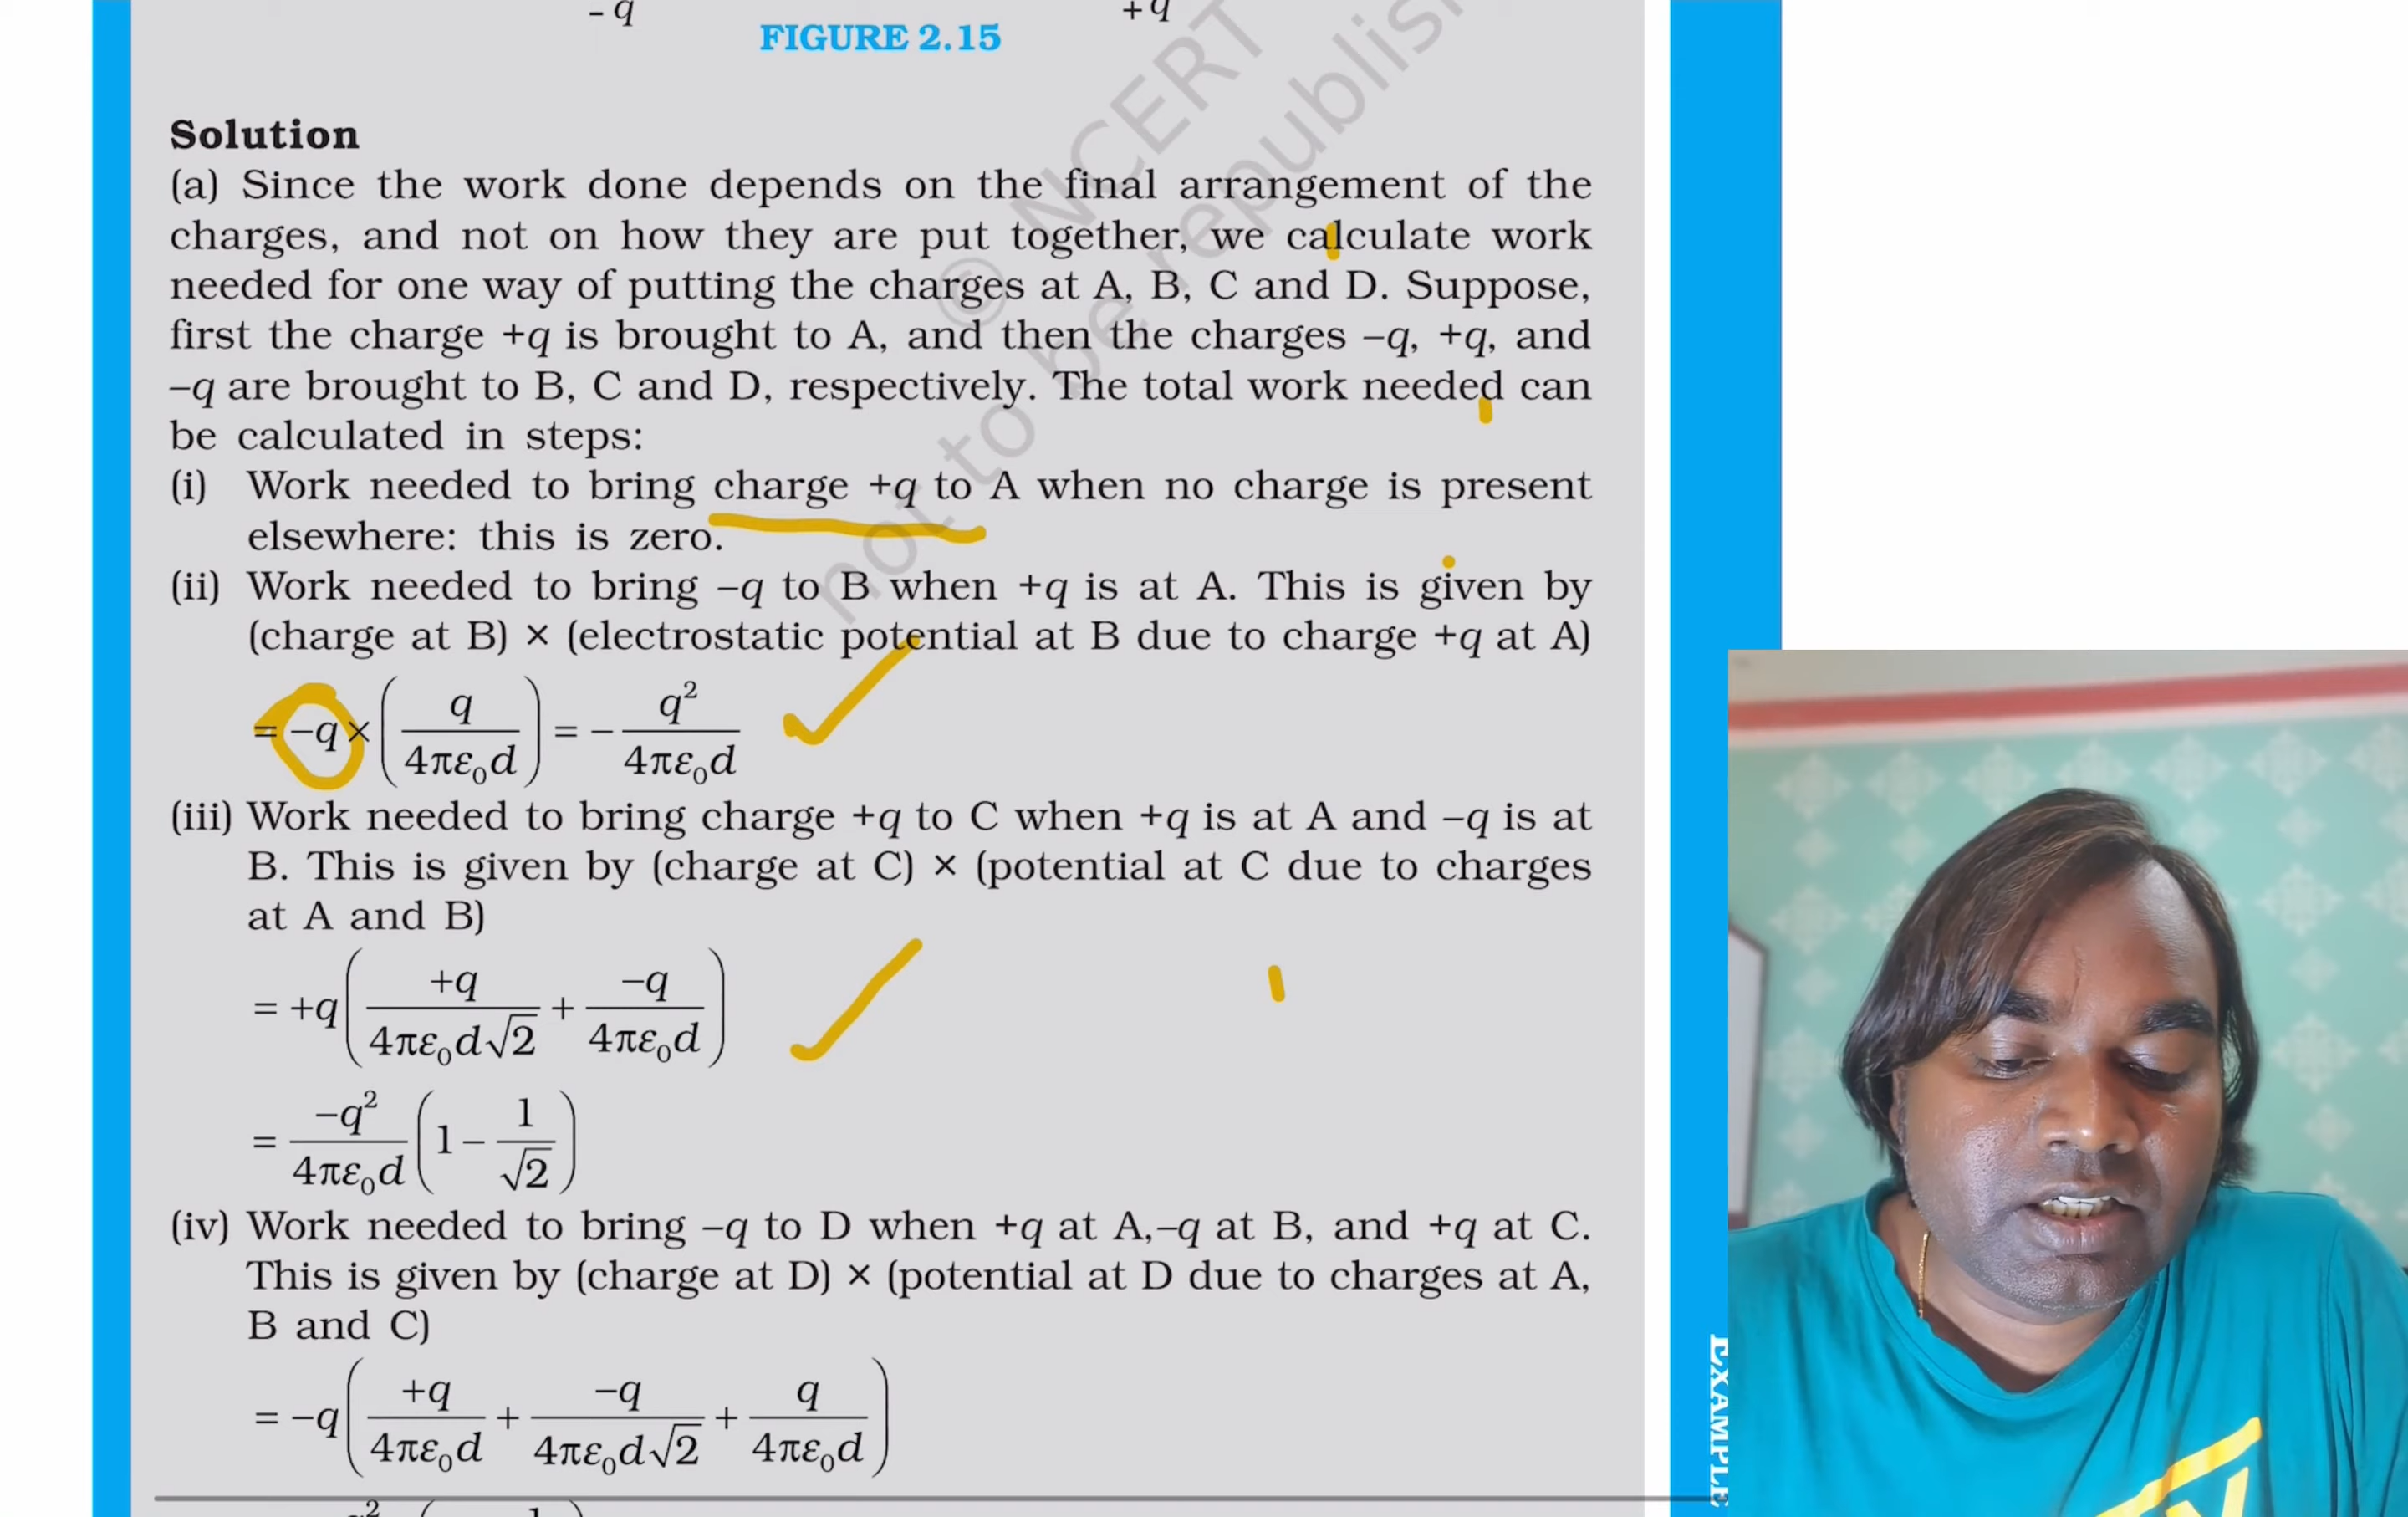 - q
+ q
FIGURE 2.15
Solution
(a) Since the work done depends on the final arrangement of the
charges, and not on how they are put together, we calculate work
needed for one way of putting the charges at A, B, C and D. Suppose,
first the charge +q is brought to A, and then the charges –q, +q, and
–q are brought to B, C and D, respectively. The total work needed can
be calculated in steps:
(i) Work needed to bring charge +q to A when no charge is present
elsewhere: this is zero.
(ii) Work needed to bring –q to B when +q is at A. This is given by
(charge at B) × (electrostatic potential at B due to charge +q at A)
= –q × ( q / 4πε₀d ) = – q² / 4πε₀d
(iii) Work needed to bring charge +q to C when +q is at A and –q is at
B. This is given by (charge at C) × (potential at C due to charges
at A and B)
= +q ( +q / 4πε₀d√2 + –q / 4πε₀d )
= –q² / 4πε₀d ( 1 – 1 / √2 )
(iv) Work needed to bring –q to D when +q at A,–q at B, and +q at C.
This is given by (charge at D) × (potential at D due to charges at A,
B and C)
= –q ( +q / 4πε₀d + –q / 4πε₀d√2 + q / 4πε₀d )
EXAMPLE
© NCERT
not to be republis